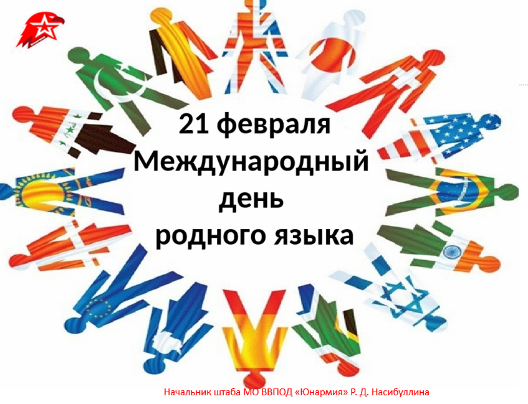 21 февраля
Международный
день
родного языка
Начальник штаба МО ВВПОД «Юнармия» Р. Д. Насибуллина